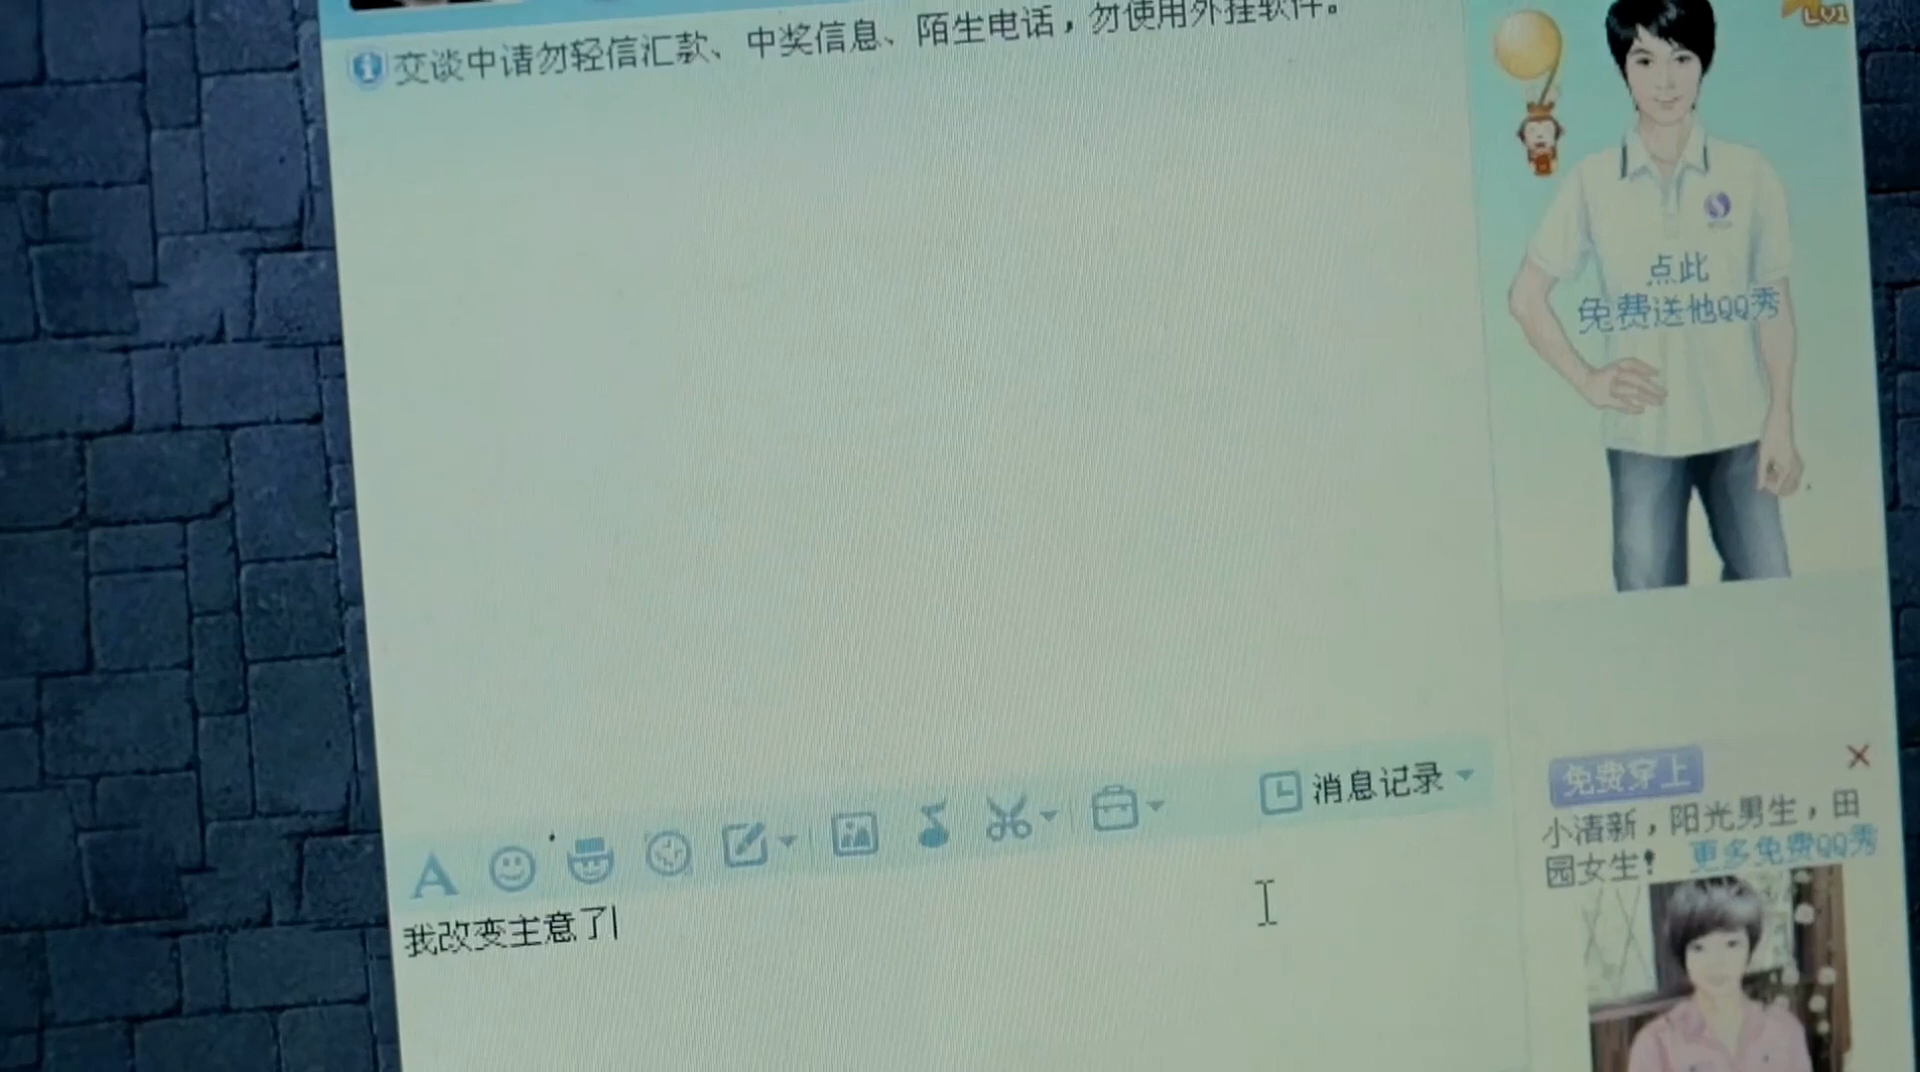 交谈中请勿轻信汇款、中奖信息、陌生电话，勿使用外挂软件。
LV1
点此
免费送他QQ秀
消息记录
我改变主意了
免费穿上
小清新，阳光男生，田
园女生！ 更多免费QQ秀